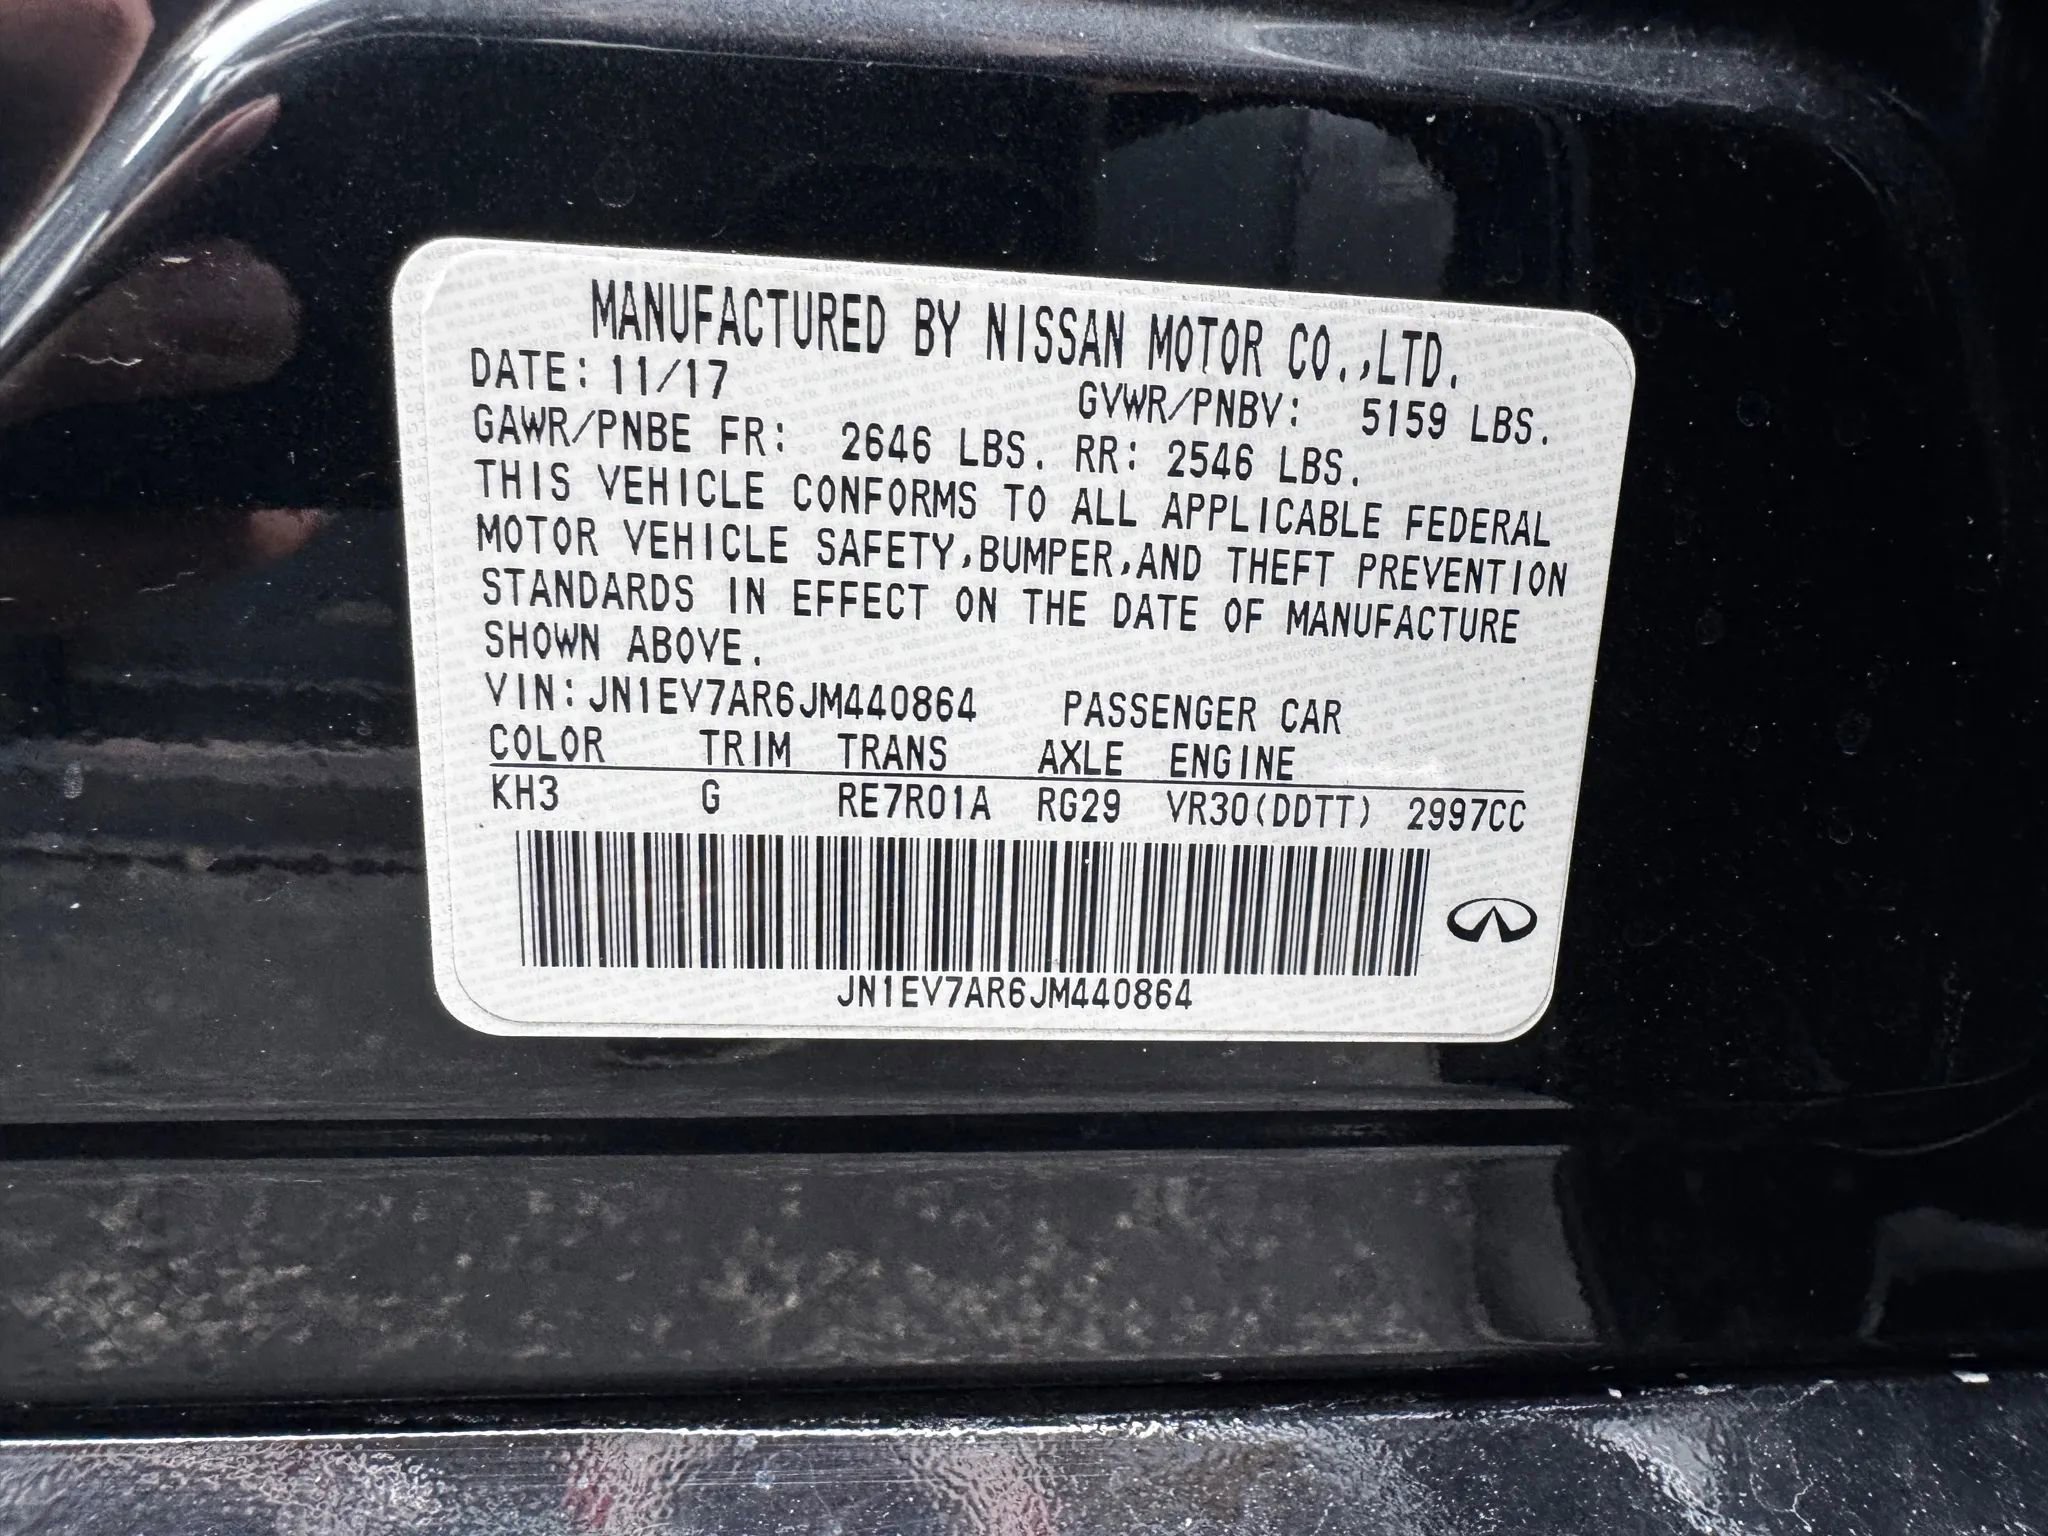 MANUFACTURED BY NISSAN MOTOR CO.,LTD.
DATE: 11/17
GVWR/PNBV: 5159 LBS.
GAWR/PNBE FR: 2646 LBS. RR: 2546 LBS.
THIS VEHICLE CONFORMS TO ALL APPLICABLE FEDERAL
MOTOR VEHICLE SAFETY,BUMPER,AND THEFT PREVENTION
STANDARDS IN EFFECT ON THE DATE OF MANUFACTURE
SHOWN ABOVE.
VIN:JN1EV7AR6JM440864 PASSENGER CAR
COLOR TRIM TRANS AXLE ENGINE
KH3 G RE7R01A RG29 VR30(DDTT) 2997CC
JN1EV7AR6JM440864